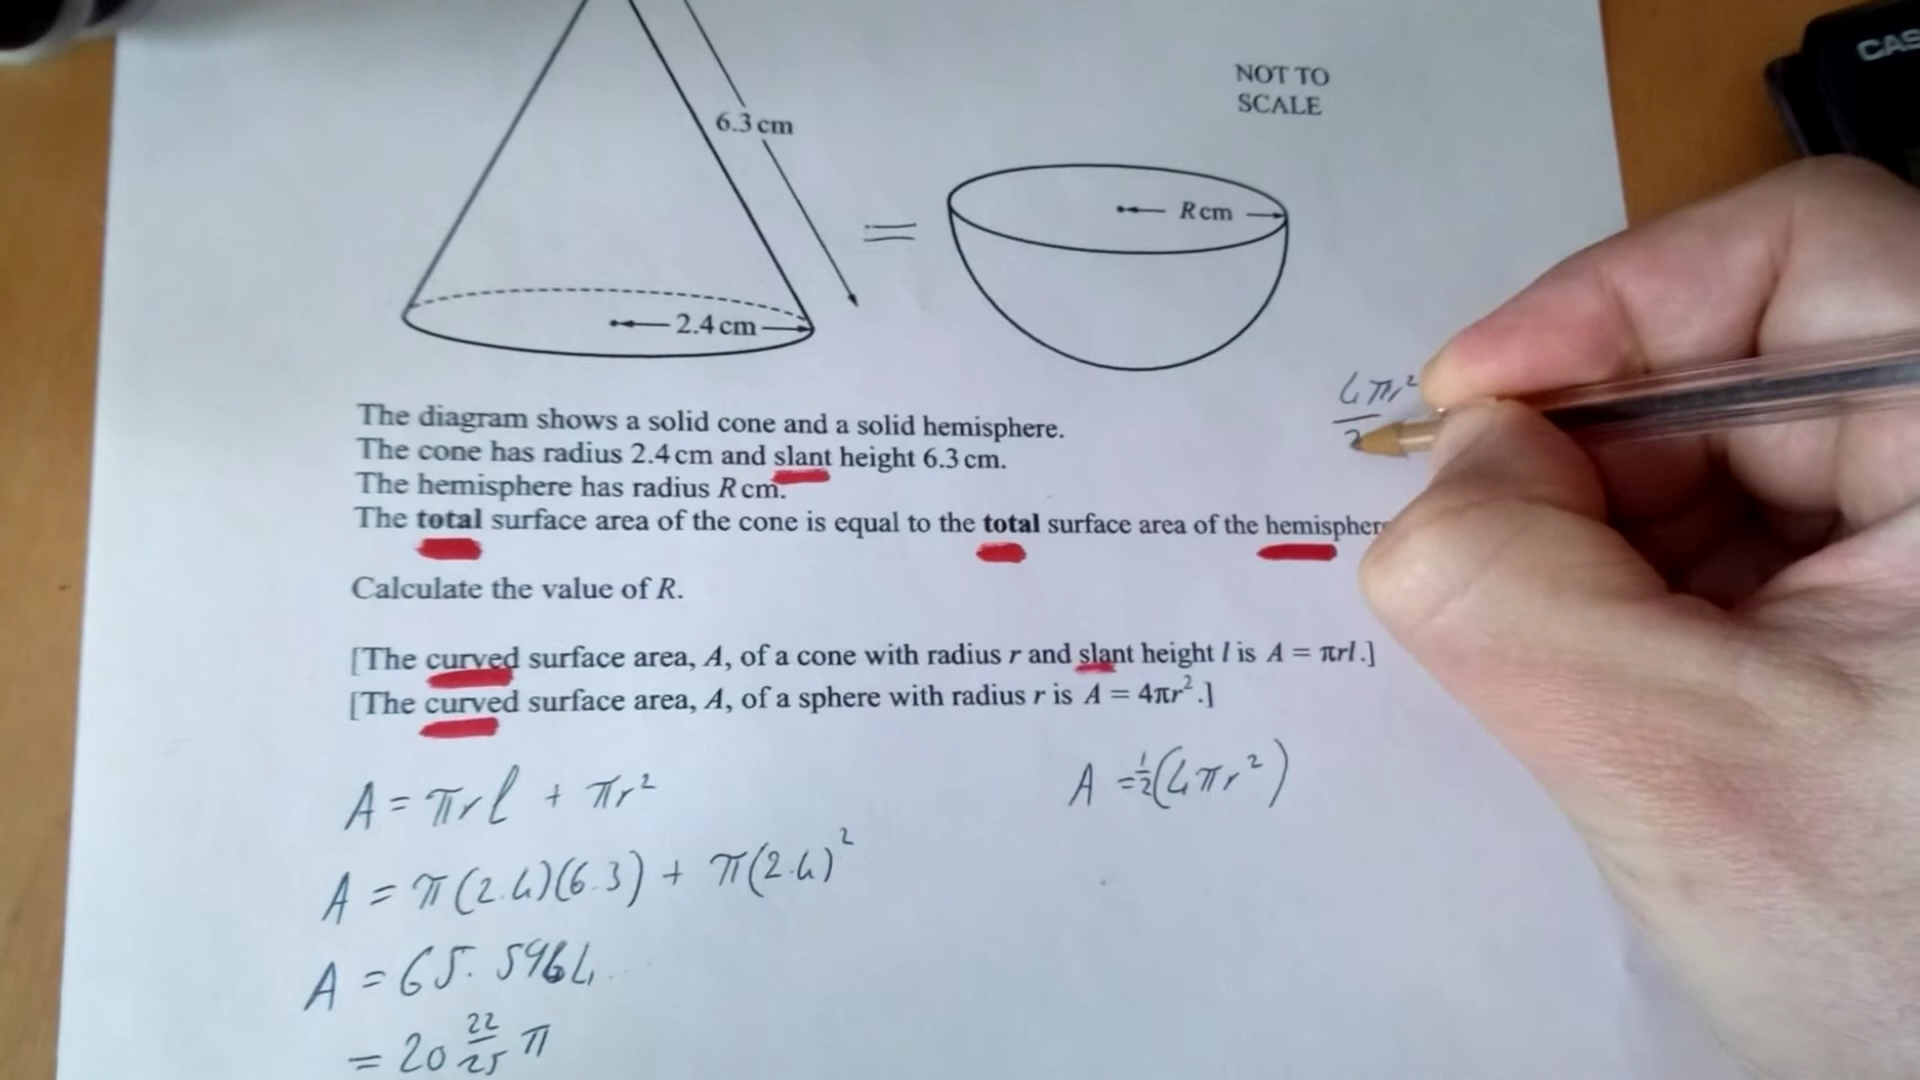 CAS
NOT TO
SCALE
6.3 cm
R cm
=
2.4 cm
4πr²
2
The diagram shows a solid cone and a solid hemisphere.
The cone has radius 2.4 cm and slant height 6.3 cm.
The hemisphere has radius R cm.
The total surface area of the cone is equal to the total surface area of the hemispher
Calculate the value of R.
[The curved surface area, A, of a cone with radius r and slant height l is A = πrl.]
[The curved surface area, A, of a sphere with radius r is A = 4πr².]
A = πrl + πr²
A = ½(4πr²)
A = π(2.4)(6.3) + π(2.4)²
A = 65.5964
= 20 22/25 π